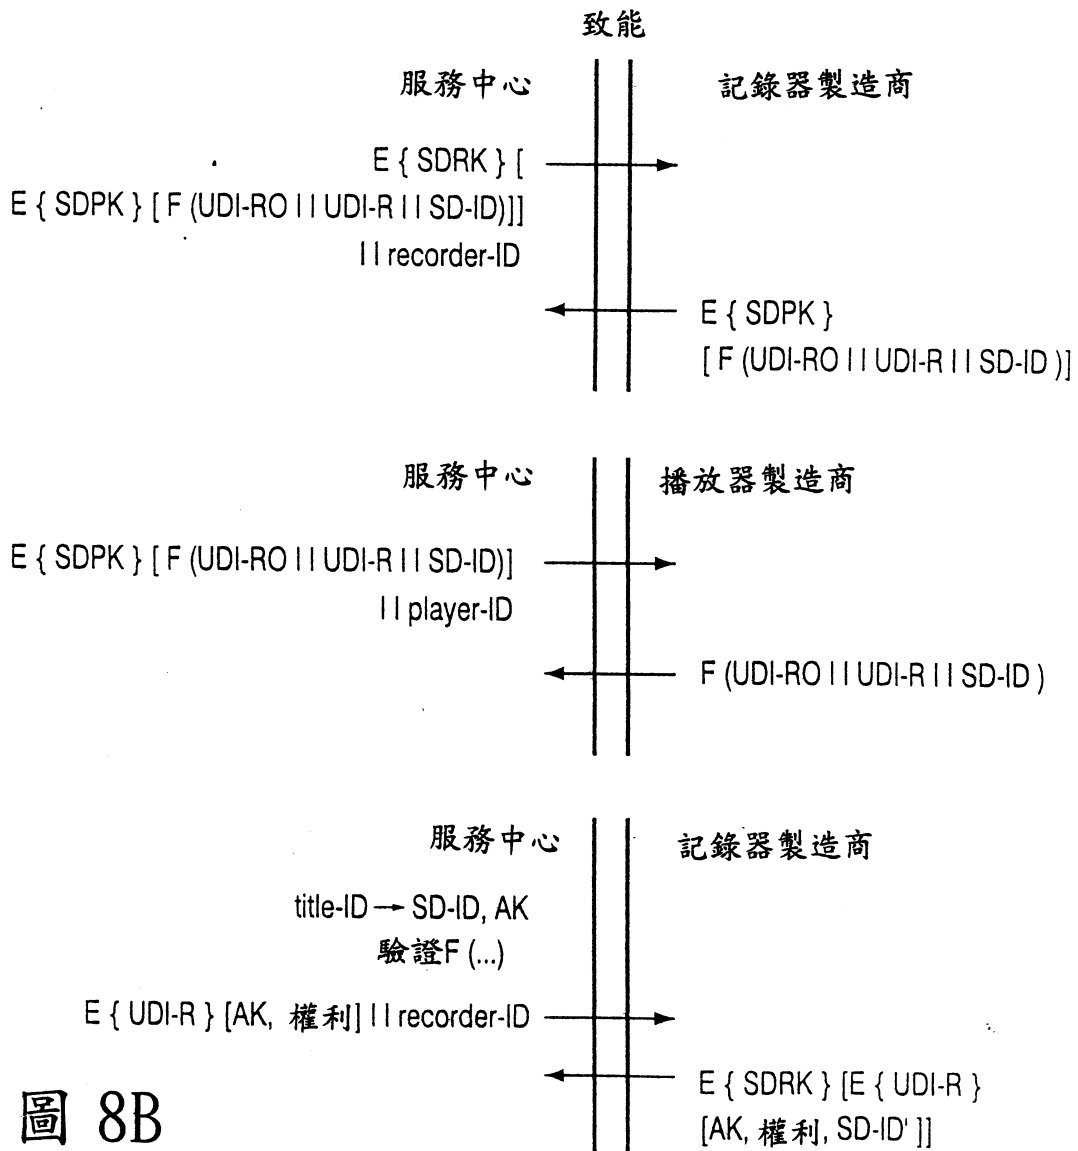 致能
服務中心
記錄器製造商
E { SDRK } [
E { SDPK } [ F (UDI-RO I I UDI-R I I SD-ID)]]
I I recorder-ID
E { SDPK }
[ F (UDI-RO I I UDI-R I I SD-ID )]
服務中心
播放器製造商
E { SDPK } [ F (UDI-RO I I UDI-R I I SD-ID)]
I I player-ID
F (UDI-RO I I UDI-R I I SD-ID )
服務中心
記錄器製造商
title-ID → SD-ID, AK
驗證F (...)
E { UDI-R } [AK, 權利] I I recorder-ID
E { SDRK } [E { UDI-R }
[AK, 權利, SD-ID' ]]
圖 8B